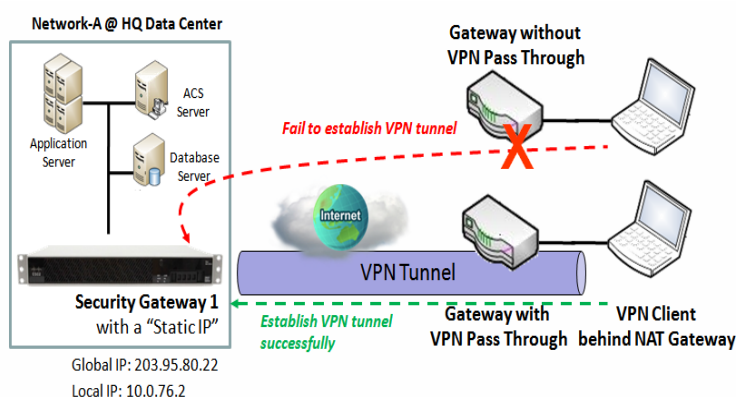 Network-A @ HQ Data Center
Application
Server
ACS
Server
Database
Server
Security Gateway 1
with a “Static IP”
Global IP: 203.95.80.22
Local IP: 10.0.76.2
Gateway without
VPN Pass Through
Fail to establish VPN tunnel
X
Internet
VPN Tunnel
Establish VPN tunnel
successfully
Gateway with
VPN Pass Through
VPN Client
behind NAT Gateway